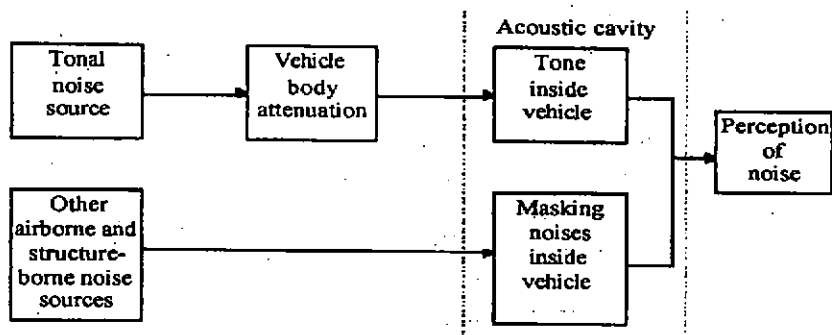 Acoustic cavity
Tonal
noise
source
Vehicle
body
attenuation
Tone
inside
vehicle
Perception
of
noise
Other
airborne and
structure-
borne noise
sources
Masking
noises
inside
vehicle